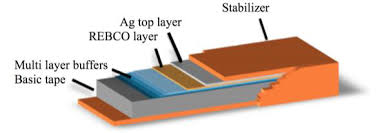 Stabilizer
Ag top layer
REBCO layer
Multi layer buffers
Basic tape